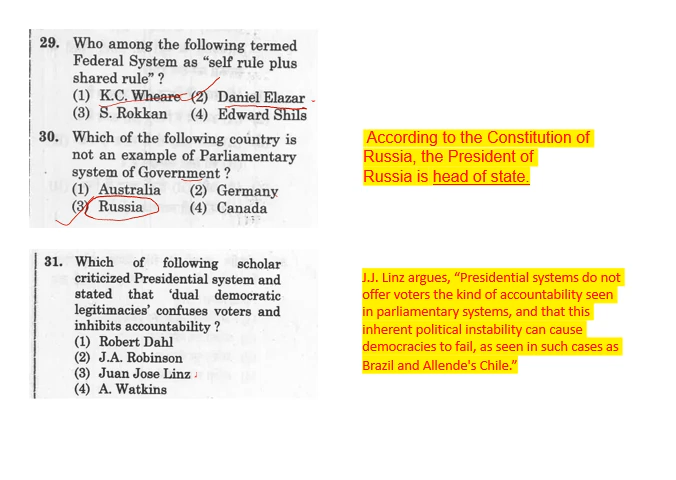 29. Who among the following termed
Federal System as “self rule plus
shared rule” ?
(1) K.C. Wheare (2) Daniel Elazar
(3) S. Rokkan (4) Edward Shils
30. Which of the following country is
not an example of Parliamentary
system of Government ?
(1) Australia (2) Germany
(3) Russia (4) Canada
According to the Constitution of
Russia, the President of
Russia is head of state.
31. Which of following scholar
criticized Presidential system and
stated that ‘dual democratic
legitimacies’ confuses voters and
inhibits accountability ?
(1) Robert Dahl
(2) J.A. Robinson
(3) Juan Jose Linz
(4) A. Watkins
J.J. Linz argues, “Presidential systems do not
offer voters the kind of accountability seen
in parliamentary systems, and that this
inherent political instability can cause
democracies to fail, as seen in such cases as
Brazil and Allende's Chile.”